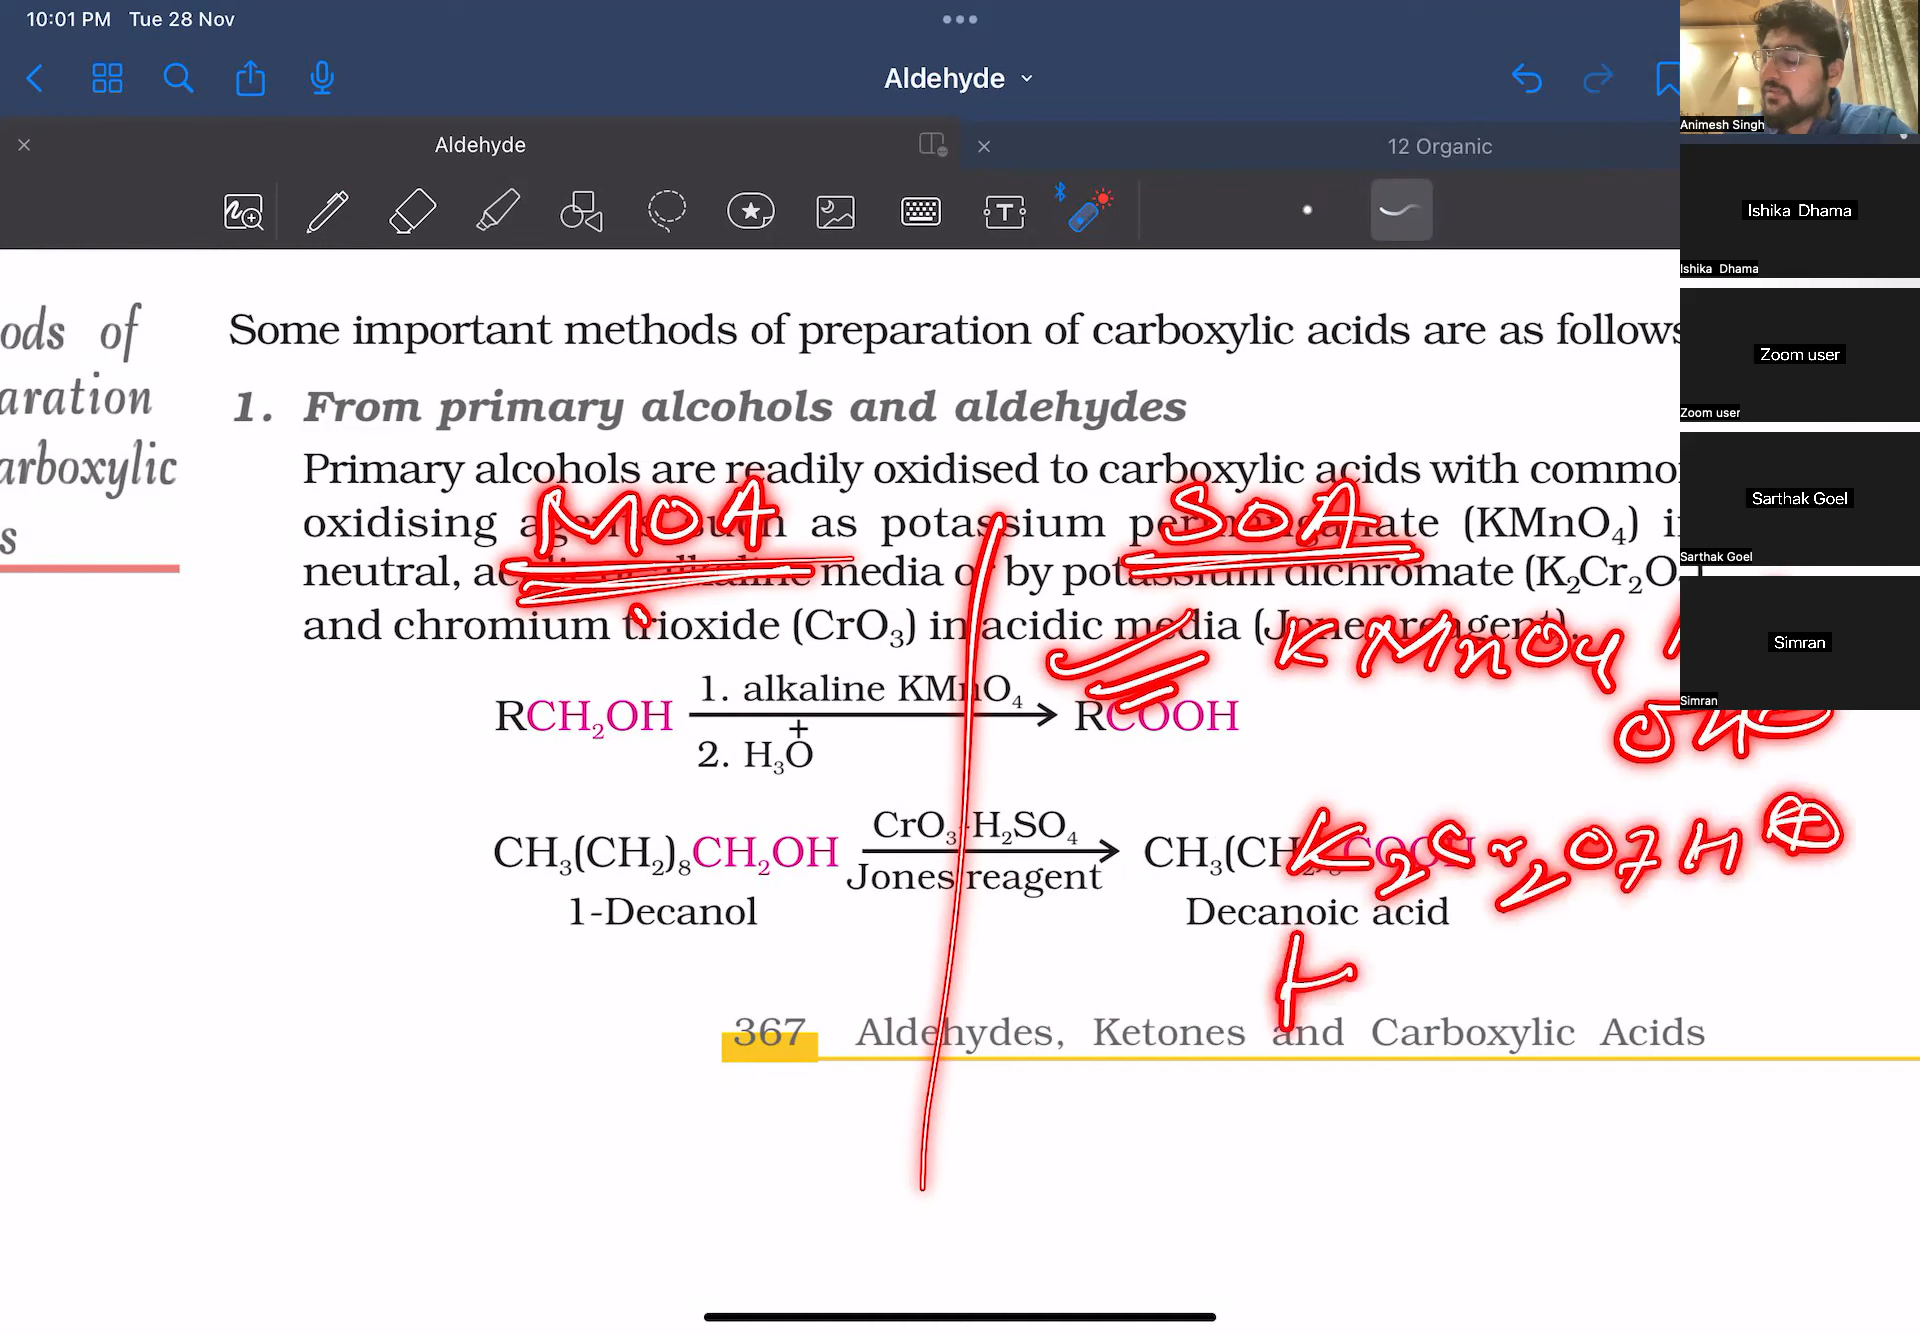 10:01 PM Tue 28 Nov
Aldehyde
Aldehyde
12 Organic
ods of
aration
arboxylic
s
Some important methods of preparation of carboxylic acids are as follows
1. From primary alcohols and aldehydes
Primary alcohols are readily oxidised to carboxylic acids with commo
oxidising such as potassium (KMnO₄) i
neutral, media or by potassium dichromate (K₂Cr₂O
and chromium trioxide (CrO₃) in acidic media (Jones reagent).
MOA
SOA
KMnO4
K2Cr2O7 H⊕
1. alkaline KMnO₄
RCH₂OH RCOOH
2. H₃O⁺
CrO₃-H₂SO₄
CH₃(CH₂)₈CH₂OH CH₃(CH COOH
Jones reagent
1-Decanol Decanoic acid
367 Aldehydes, Ketones and Carboxylic Acids
Animesh Singh
Ishika Dhama
Ishika Dhama
Zoom user
Zoom user
Sarthak Goel
Sarthak Goel
Simran
Simran